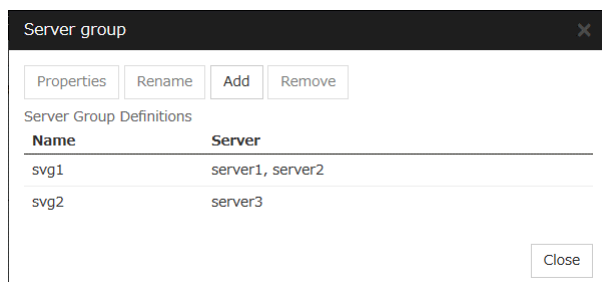 Server group
Properties Rename Add Remove
Server Group Definitions
Name Server
svg1 server1, server2
svg2 server3
Close